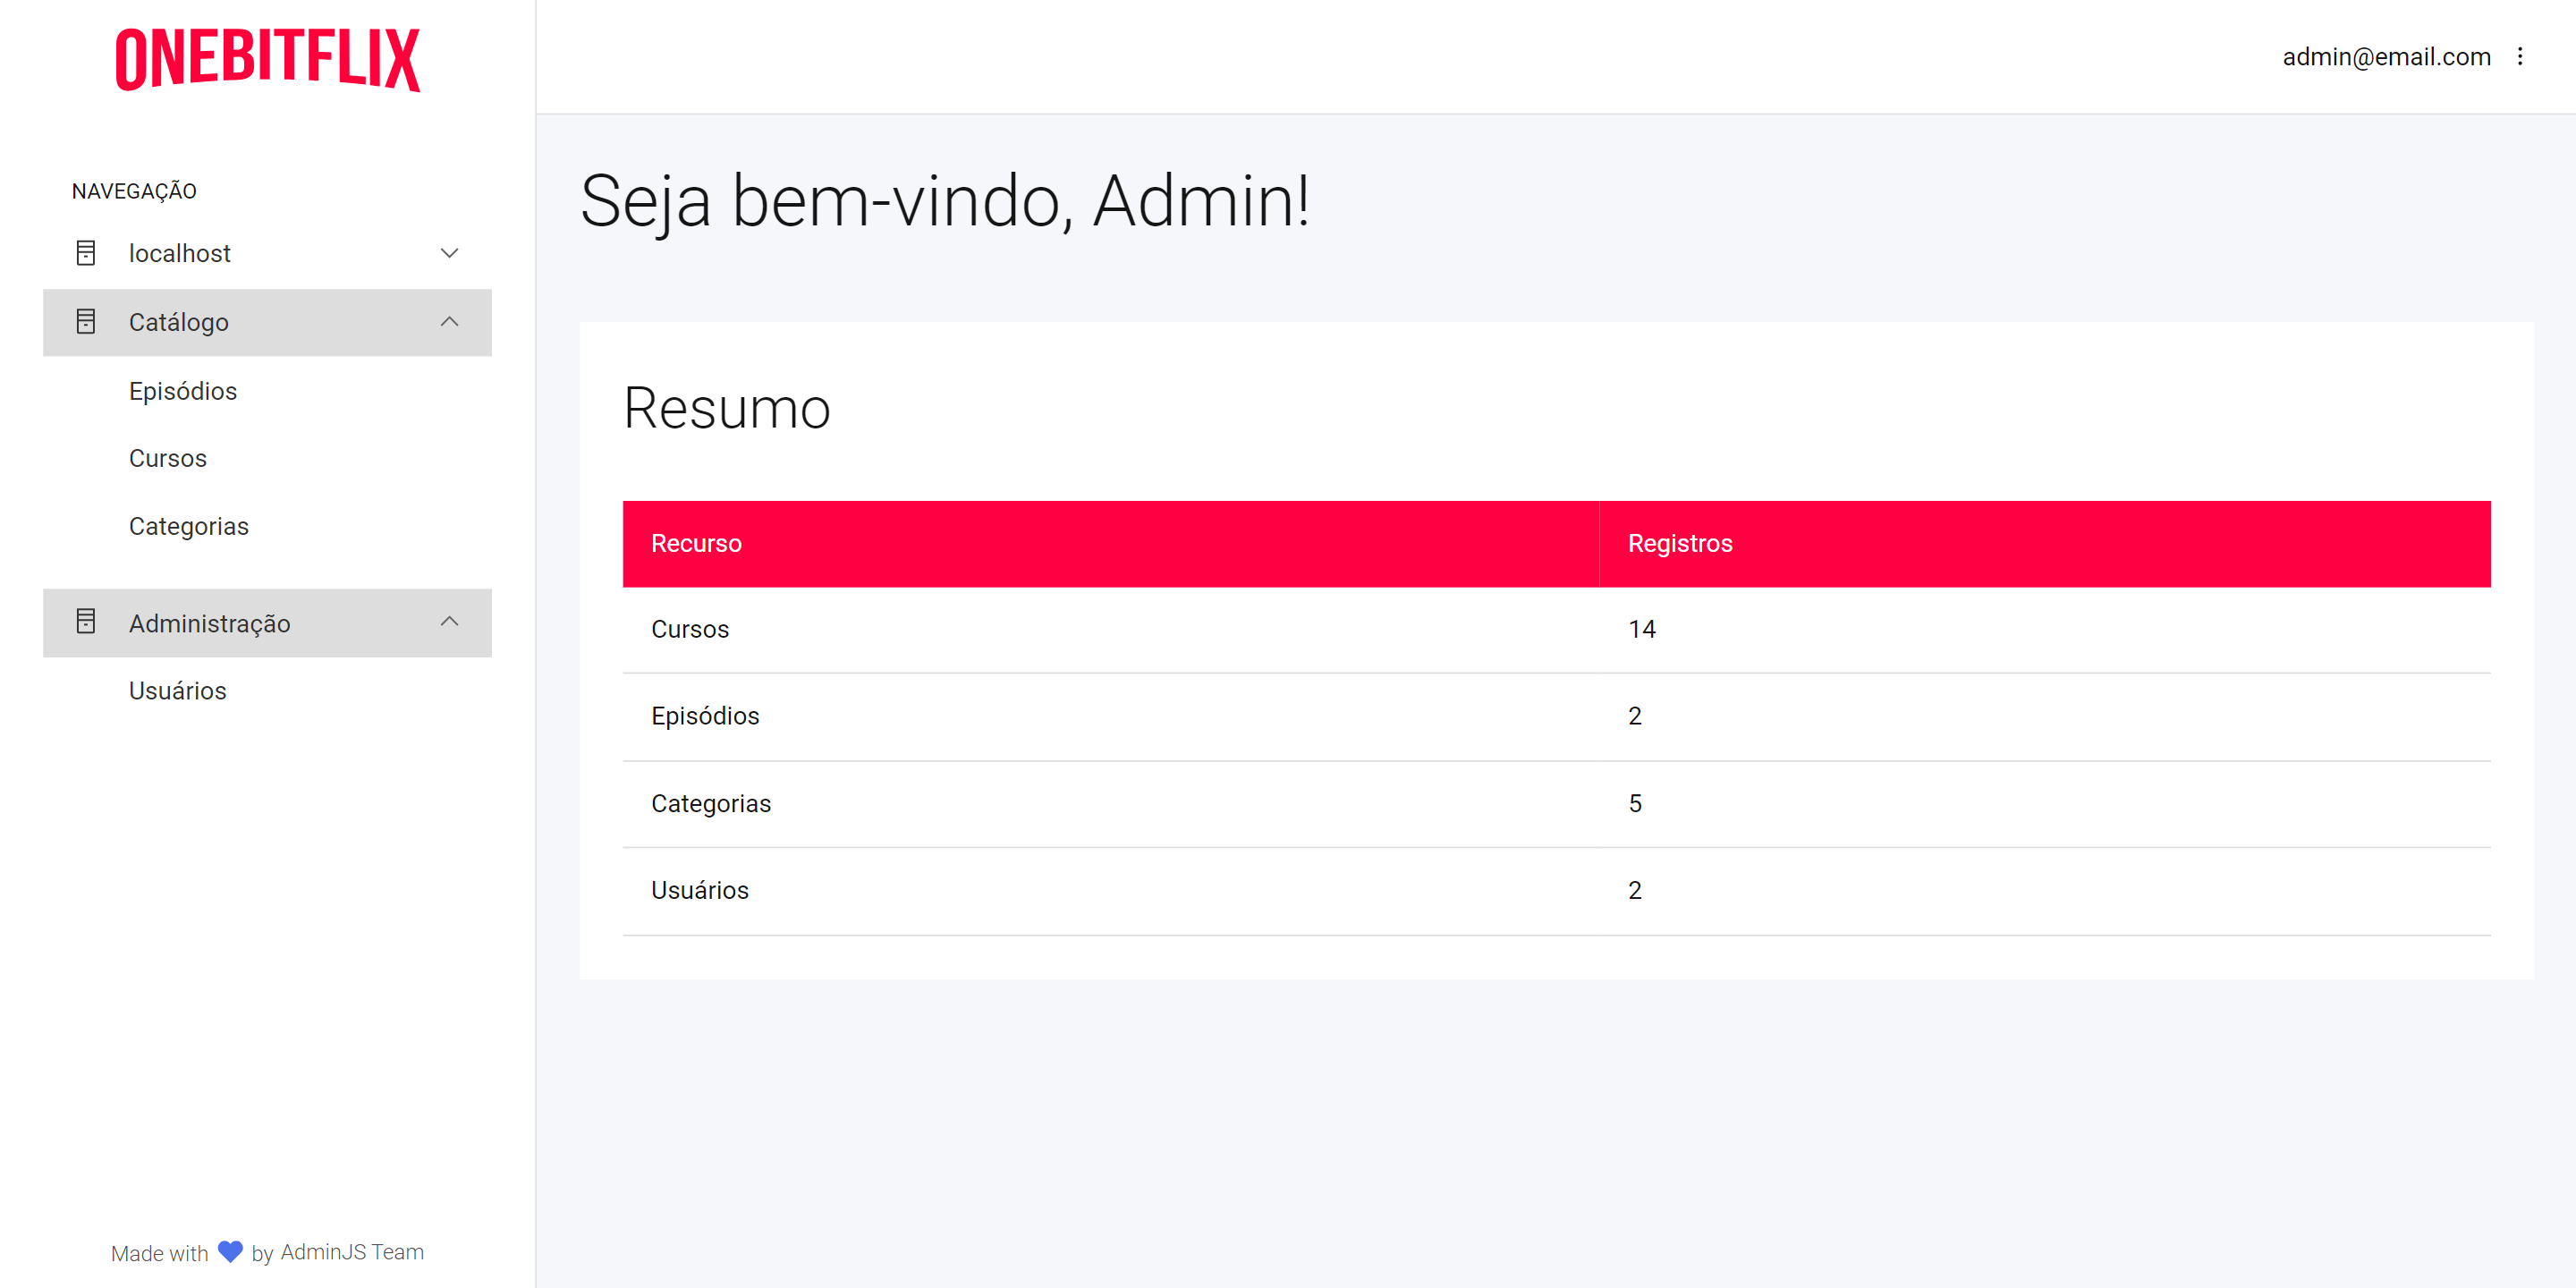 ONEBITFLIX
NAVEGAÇÃO
localhost
Catálogo
Episódios
Cursos
Categorias
Administração
Usuários
Made with by AdminJS Team
admin@email.com
Seja bem-vindo, Admin!
Resumo
Recurso Registros
Cursos 14
Episódios 2
Categorias 5
Usuários 2